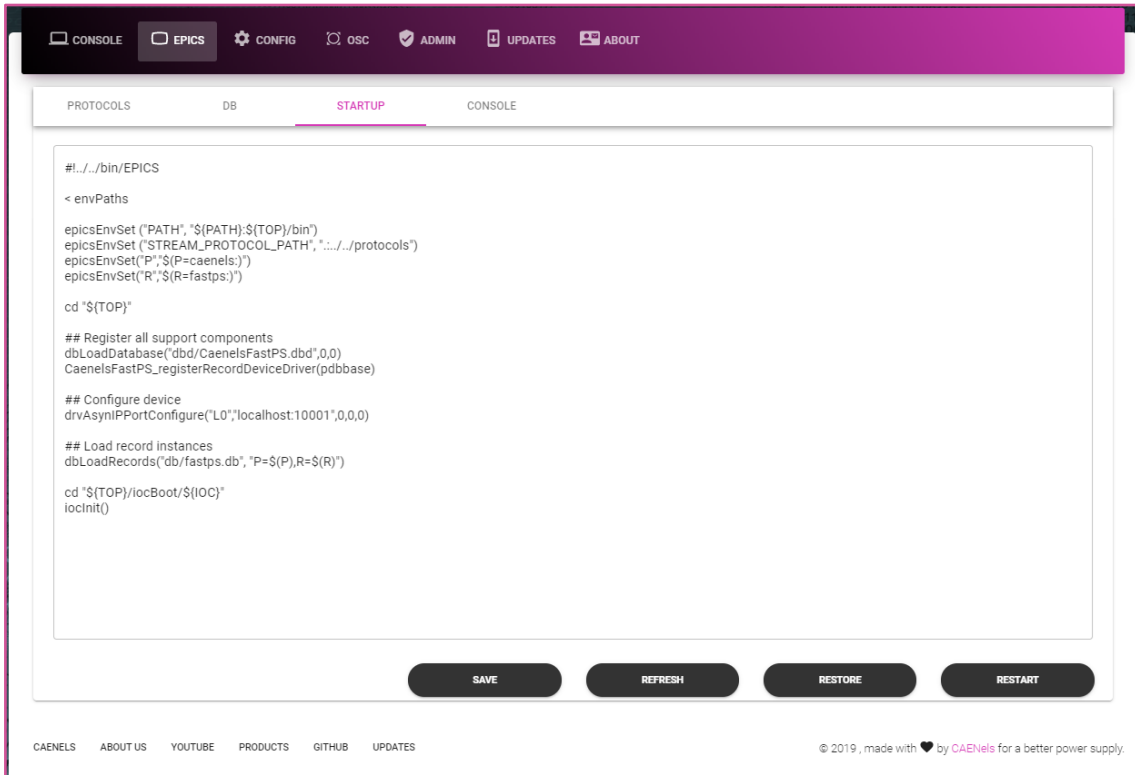 CONSOLE EPICS CONFIG OSC ADMIN UPDATES ABOUT
PROTOCOLS DB STARTUP CONSOLE
#!../../bin/EPICS
< envPaths
epicsEnvSet ("PATH", "${PATH}:${TOP}/bin")
epicsEnvSet ("STREAM_PROTOCOL_PATH", ".:../../protocols")
epicsEnvSet("P","$(P=caenels:)")
epicsEnvSet("R","$(R=fastps:)")
cd "${TOP}"
## Register all support components
dbLoadDatabase("dbd/CaenelsFastPS.dbd",0,0)
CaenelsFastPS_registerRecordDeviceDriver(pdbbase)
## Configure device
drvAsynIPPortConfigure("L0","localhost:10001",0,0,0)
## Load record instances
dbLoadRecords("db/fastps.db", "P=$(P),R=$(R)")
cd "${TOP}/iocBoot/${IOC}"
iocInit()
SAVE REFRESH RESTORE RESTART
CAENELS ABOUT US YOUTUBE PRODUCTS GITHUB UPDATES © 2019 , made with ♥ by CAENels for a better power supply.